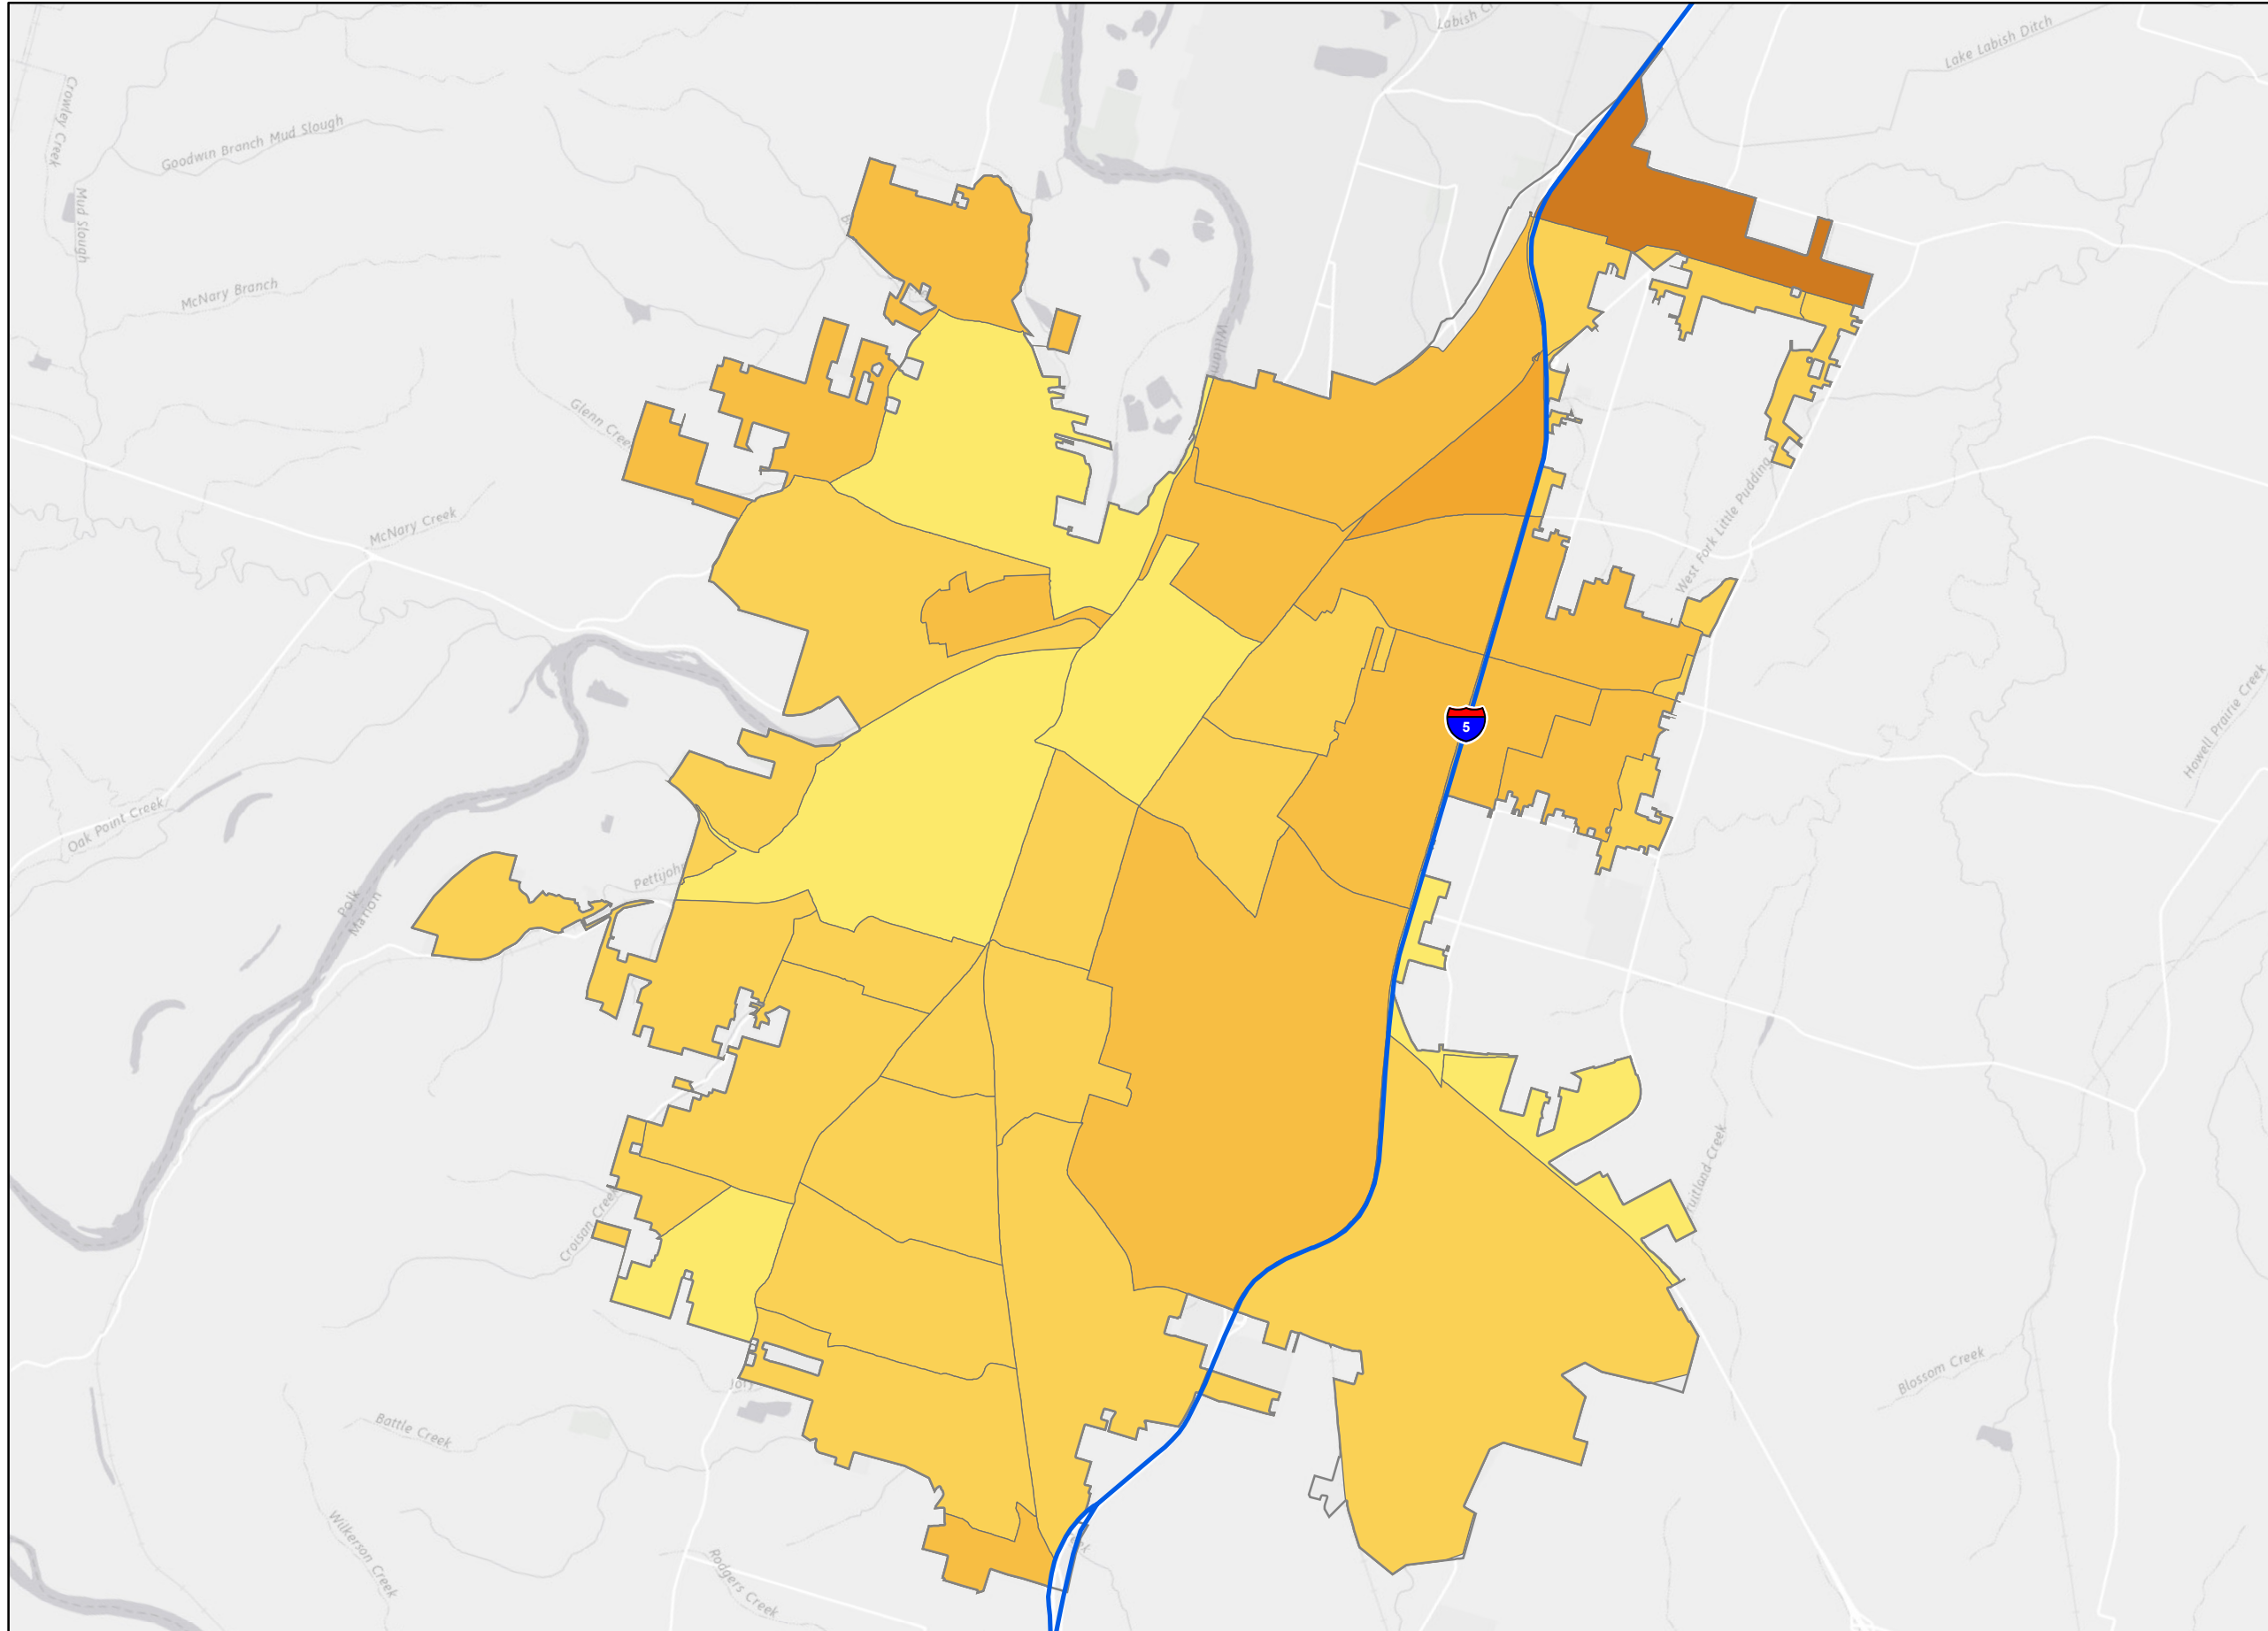 Labish
Lake Labish Ditch
Crowley Creek
Goodwin Branch Mud Slough
Mud Slough
McNary Branch
Glenn Creek
McNary Creek
West Fork Little Pudding
5
Howell Prairie Creek
Oak Point Creek
Pettijohn
Polk
Marion
Croisan Creek
Blossom Creek
Battle Creek
Wilkerson Creek
Rodgers Creek